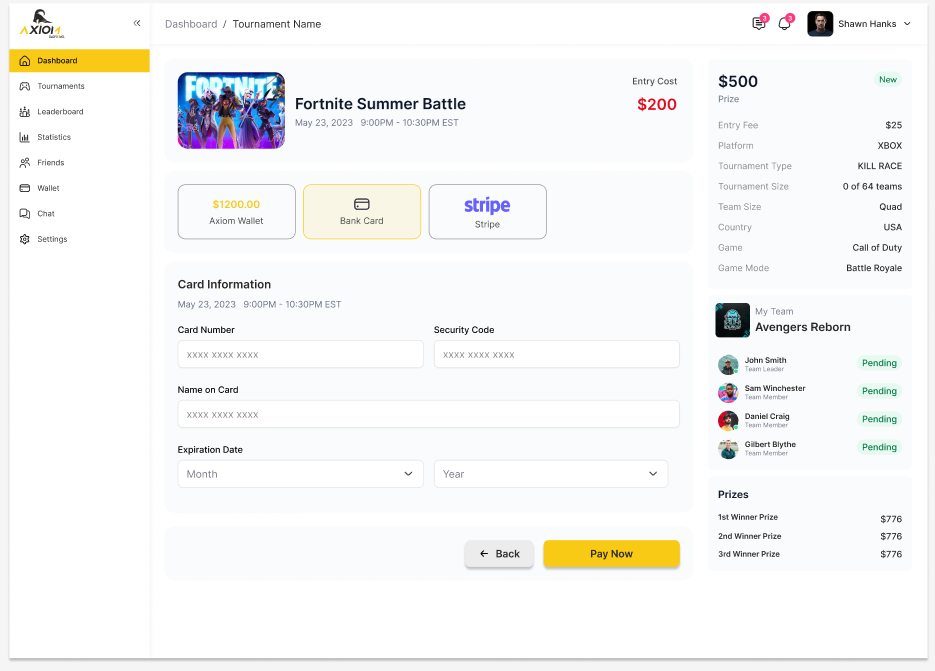 AXIOM
Dashboard / Tournament Name
3
3
Shawn Hanks
Dashboard
Tournaments
Leaderboard
Statistics
Friends
Wallet
Chat
Settings
FORTNITE
Fortnite Summer Battle
May 23, 2023 9:00PM - 10:30PM EST
Entry Cost
$200
$1200.00
Axiom Wallet
Bank Card
stripe
Stripe
Card Information
May 23, 2023 9:00PM - 10:30PM EST
Card Number
Security Code
xxxx xxxx xxxx
xxxx xxxx xxxx
Name on Card
xxxx xxxx xxxx
Expiration Date
Month
Year
Back
Pay Now
$500
New
Prize
Entry Fee $25
Platform XBOX
Tournament Type KILL RACE
Tournament Size 0 of 64 teams
Team Size Quad
Country USA
Game Call of Duty
Game Mode Battle Royale
My Team
Avengers Reborn
John Smith
Team Leader
Pending
Sam Winchester
Team Member
Pending
Daniel Craig
Team Member
Pending
Gilbert Blythe
Team Member
Pending
Prizes
1st Winner Prize $776
2nd Winner Prize $776
3rd Winner Prize $776